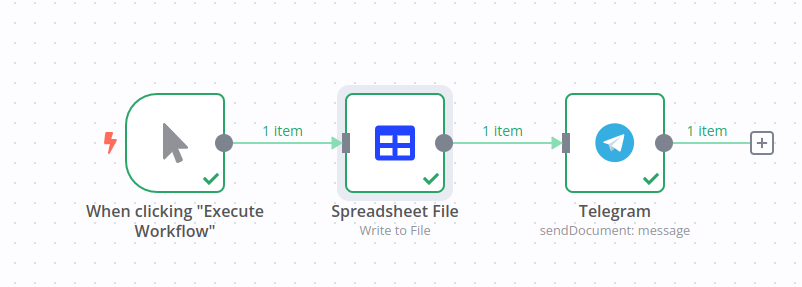 1 item
1 item
1 item
When clicking "Execute
Workflow"
Spreadsheet File
Write to File
Telegram
sendDocument: message